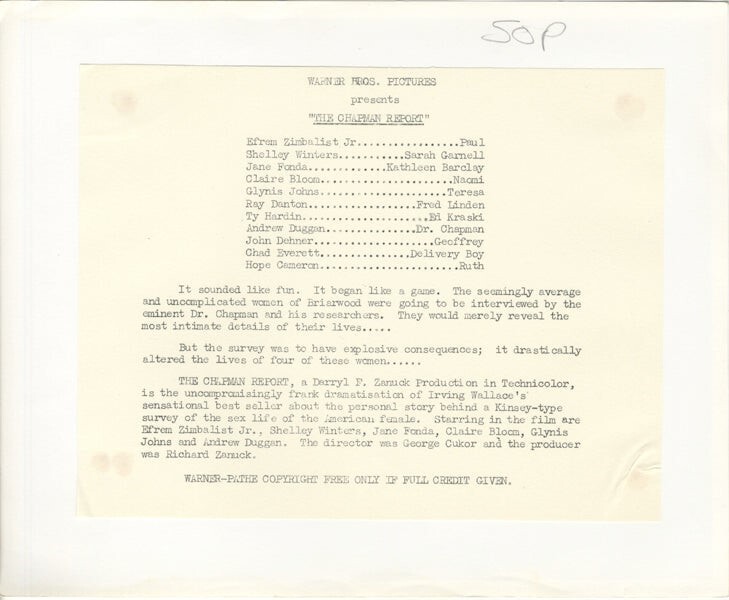 50P
WARNER BROS. PICTURES
presents
"THE CHAPMAN REPORT"
Efrem Zimbalist Jr.................Paul
Shelley Winters..........Sarah Garnell
Jane Fonda............Kathleen Barclay
Claire Bloom.....................Naomi
Glynis Johns...................Teresa
Ray Danton................Fred Linden
Ty Hardin...................Ed Kraski
Andrew Duggan.............Dr. Chapman
John Dehner..................Geoffrey
Chad Everett..............Delivery Boy
Hope Cameron.....................Ruth
It sounded like fun. It began like a game. The seemingly average
and uncomplicated women of Briarwood were going to be interviewed by the
eminent Dr. Chapman and his researchers. They would merely reveal the
most intimate details of their lives.....
But the survey was to have explosive consequences; it drastically
altered the lives of four of these women......
THE CHAPMAN REPORT, a Darryl F. Zanuck Production in Technicolor,
is the uncompromisingly frank dramatisation of Irving Wallace's
sensational best seller about the personal story behind a Kinsey-type
survey of the sex life of the American female. Starring in the film are
Efrem Zimbalist Jr., Shelley Winters, Jane Fonda, Claire Bloom, Glynis
Johns and Andrew Duggan. The director was George Cukor and the producer
was Richard Zanuck.
WARNER-PATHE COPYRIGHT FREE ONLY IF FULL CREDIT GIVEN.